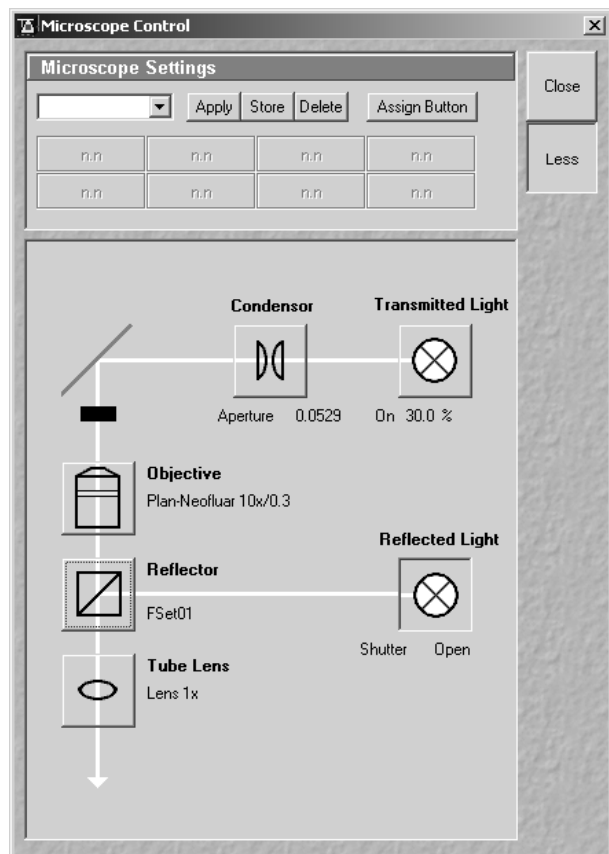 Microscope Control
Microscope Settings
Close
Apply Store Delete Assign Button
n.n n.n n.n n.n
Less
n.n n.n n.n n.n
Condensor Transmitted Light
Aperture 0.0529 On 30.0 %
Objective
Plan-Neofluar 10x/0.3
Reflected Light
Reflector
FSet01
Shutter Open
Tube Lens
Lens 1x